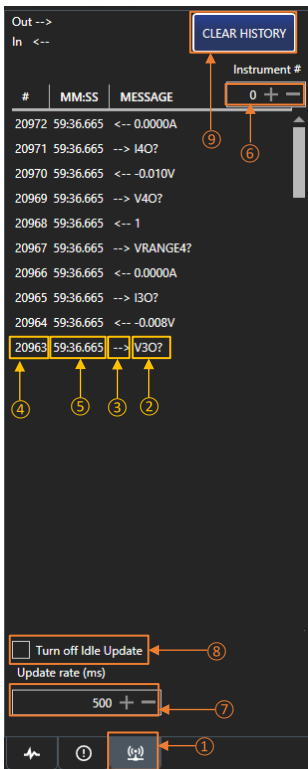 Out -->
In <--
CLEAR HISTORY
⑨
Instrument #
0 + −
⑥
# MM:SS MESSAGE
20972 59:36.665 <-- 0.0000A
20971 59:36.665 --> I4O?
20970 59:36.665 <-- -0.010V
20969 59:36.665 --> V4O?
20968 59:36.665 <-- 1
20967 59:36.665 --> VRANGE4?
20966 59:36.665 <-- 0.0000A
20965 59:36.665 --> I3O?
20964 59:36.665 <-- -0.008V
20963 59:36.665 --> V3O?
④ ⑤ ③ ②
Turn off Idle Update ⑧
Update rate (ms)
500 + − ⑦
①